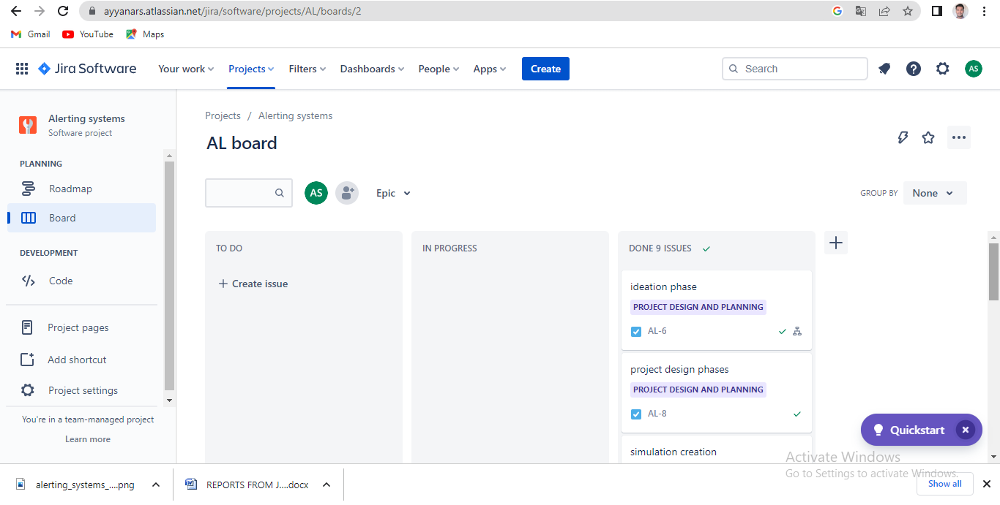 ayyanars.atlassian.net/jira/software/projects/AL/boards/2
Gmail YouTube Maps
Jira Software Your work Projects Filters Dashboards People Apps Create Search AS
Projects / Alerting systems
Alerting systems
Software project
AL board
PLANNING
Roadmap
Board
DEVELOPMENT
Code
Project pages
Add shortcut
Project settings
You're in a team-managed project
Learn more
AS Epic GROUP BY None
TO DO
+ Create issue
IN PROGRESS
DONE 9 ISSUES
ideation phase
PROJECT DESIGN AND PLANNING
AL-6
project design phases
PROJECT DESIGN AND PLANNING
AL-8
simulation creation
Quickstart
Activate Windows
Go to Settings to activate Windows.
alerting_systems_....png REPORTS FROM J....docx Show all